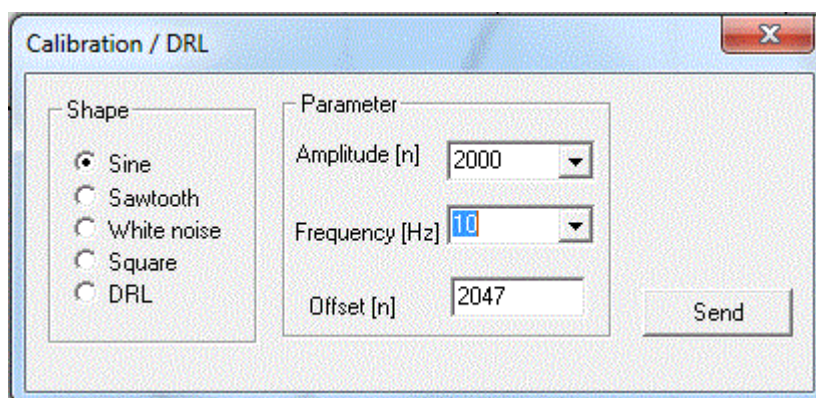 Calibration / DRL
Shape
Sine
Sawtooth
White noise
Square
DRL
Parameter
Amplitude [n] 2000
Frequency [Hz] 10
Offset [n] 2047
Send